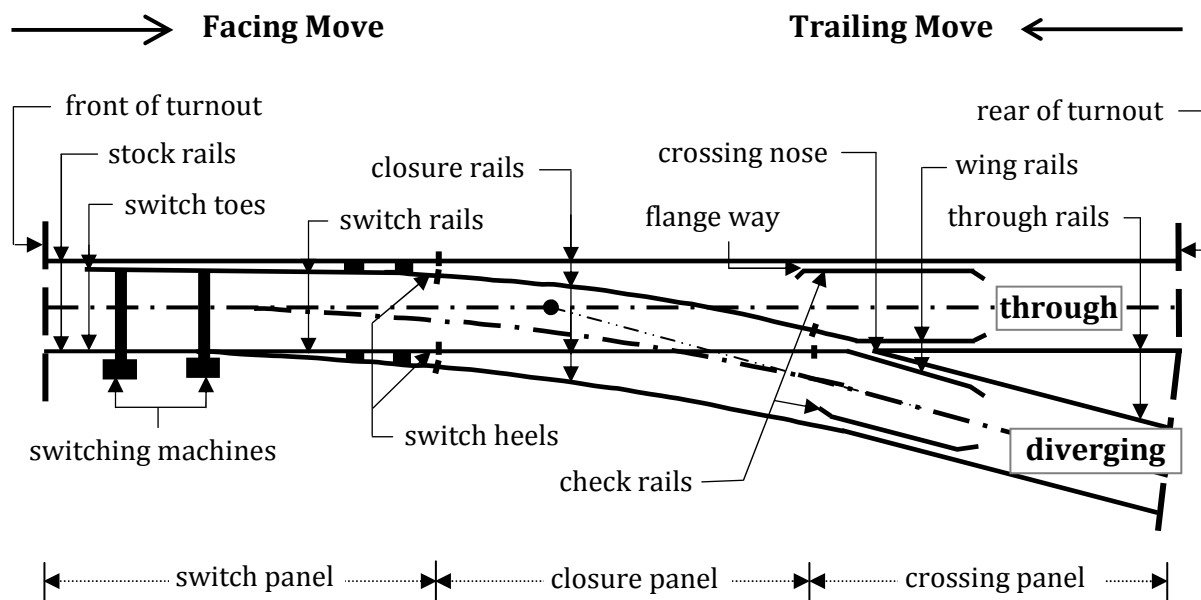 Facing Move
Trailing Move
front of turnout
rear of turnout
stock rails
crossing nose
closure rails
wing rails
switch toes
switch rails
flange way
through rails
through
switch heels
diverging
switching machines
check rails
switch panel
closure panel
crossing panel